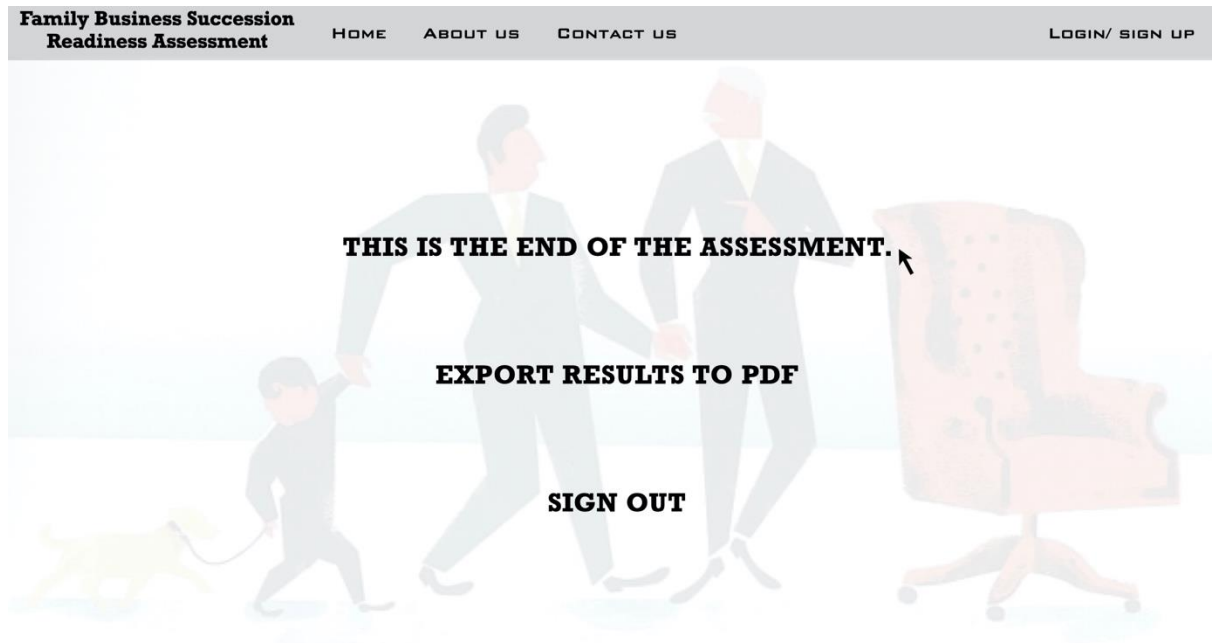 Family Business Succession
Readiness Assessment
Home About us Contact us Login/ sign up
THIS IS THE END OF THE ASSESSMENT.
EXPORT RESULTS TO PDF
SIGN OUT